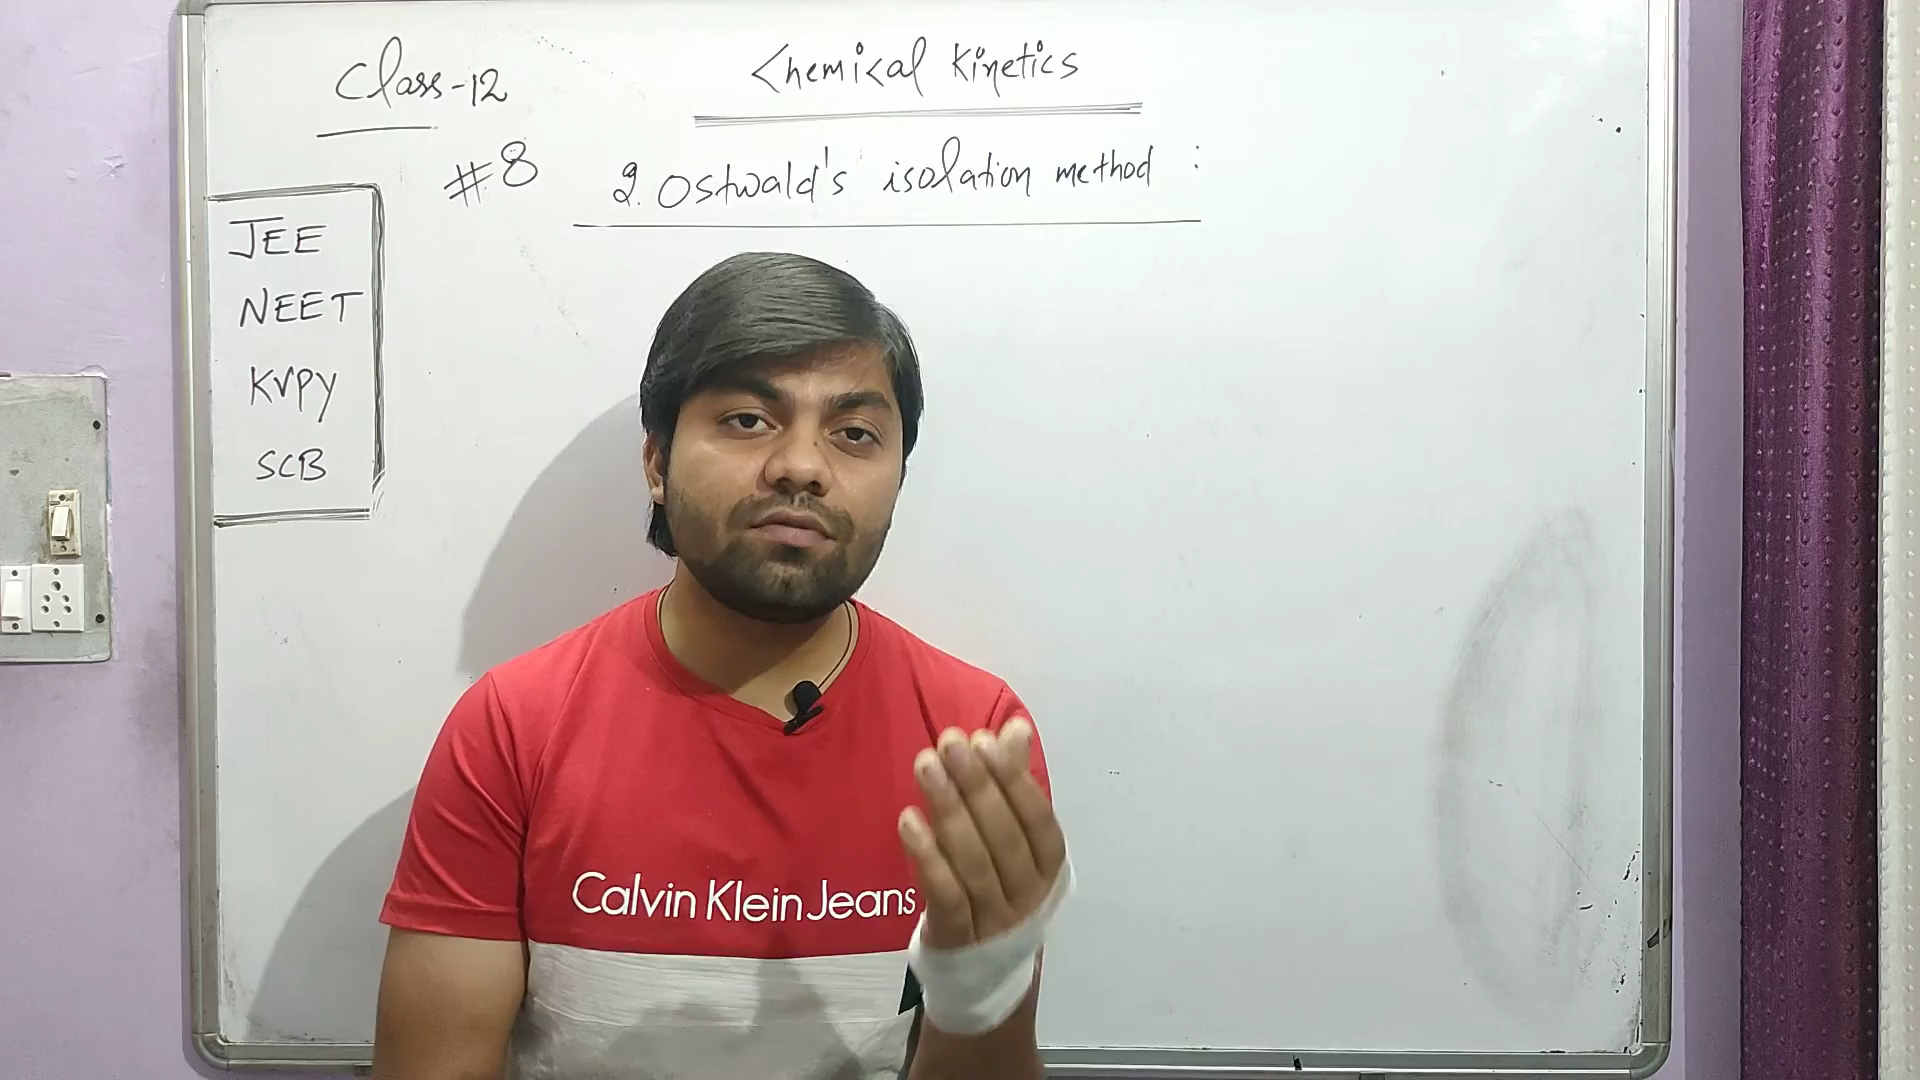 Class-12
Chemical Kinetics
#8
2. Ostwald's isolation method :
JEE
NEET
KVPY
SCB
Calvin Klein Jeans